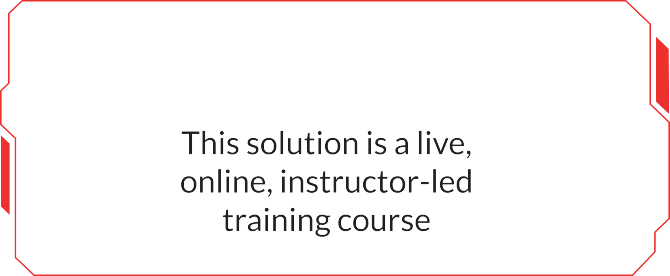 This solution is a live,
online, instructor-led
training course